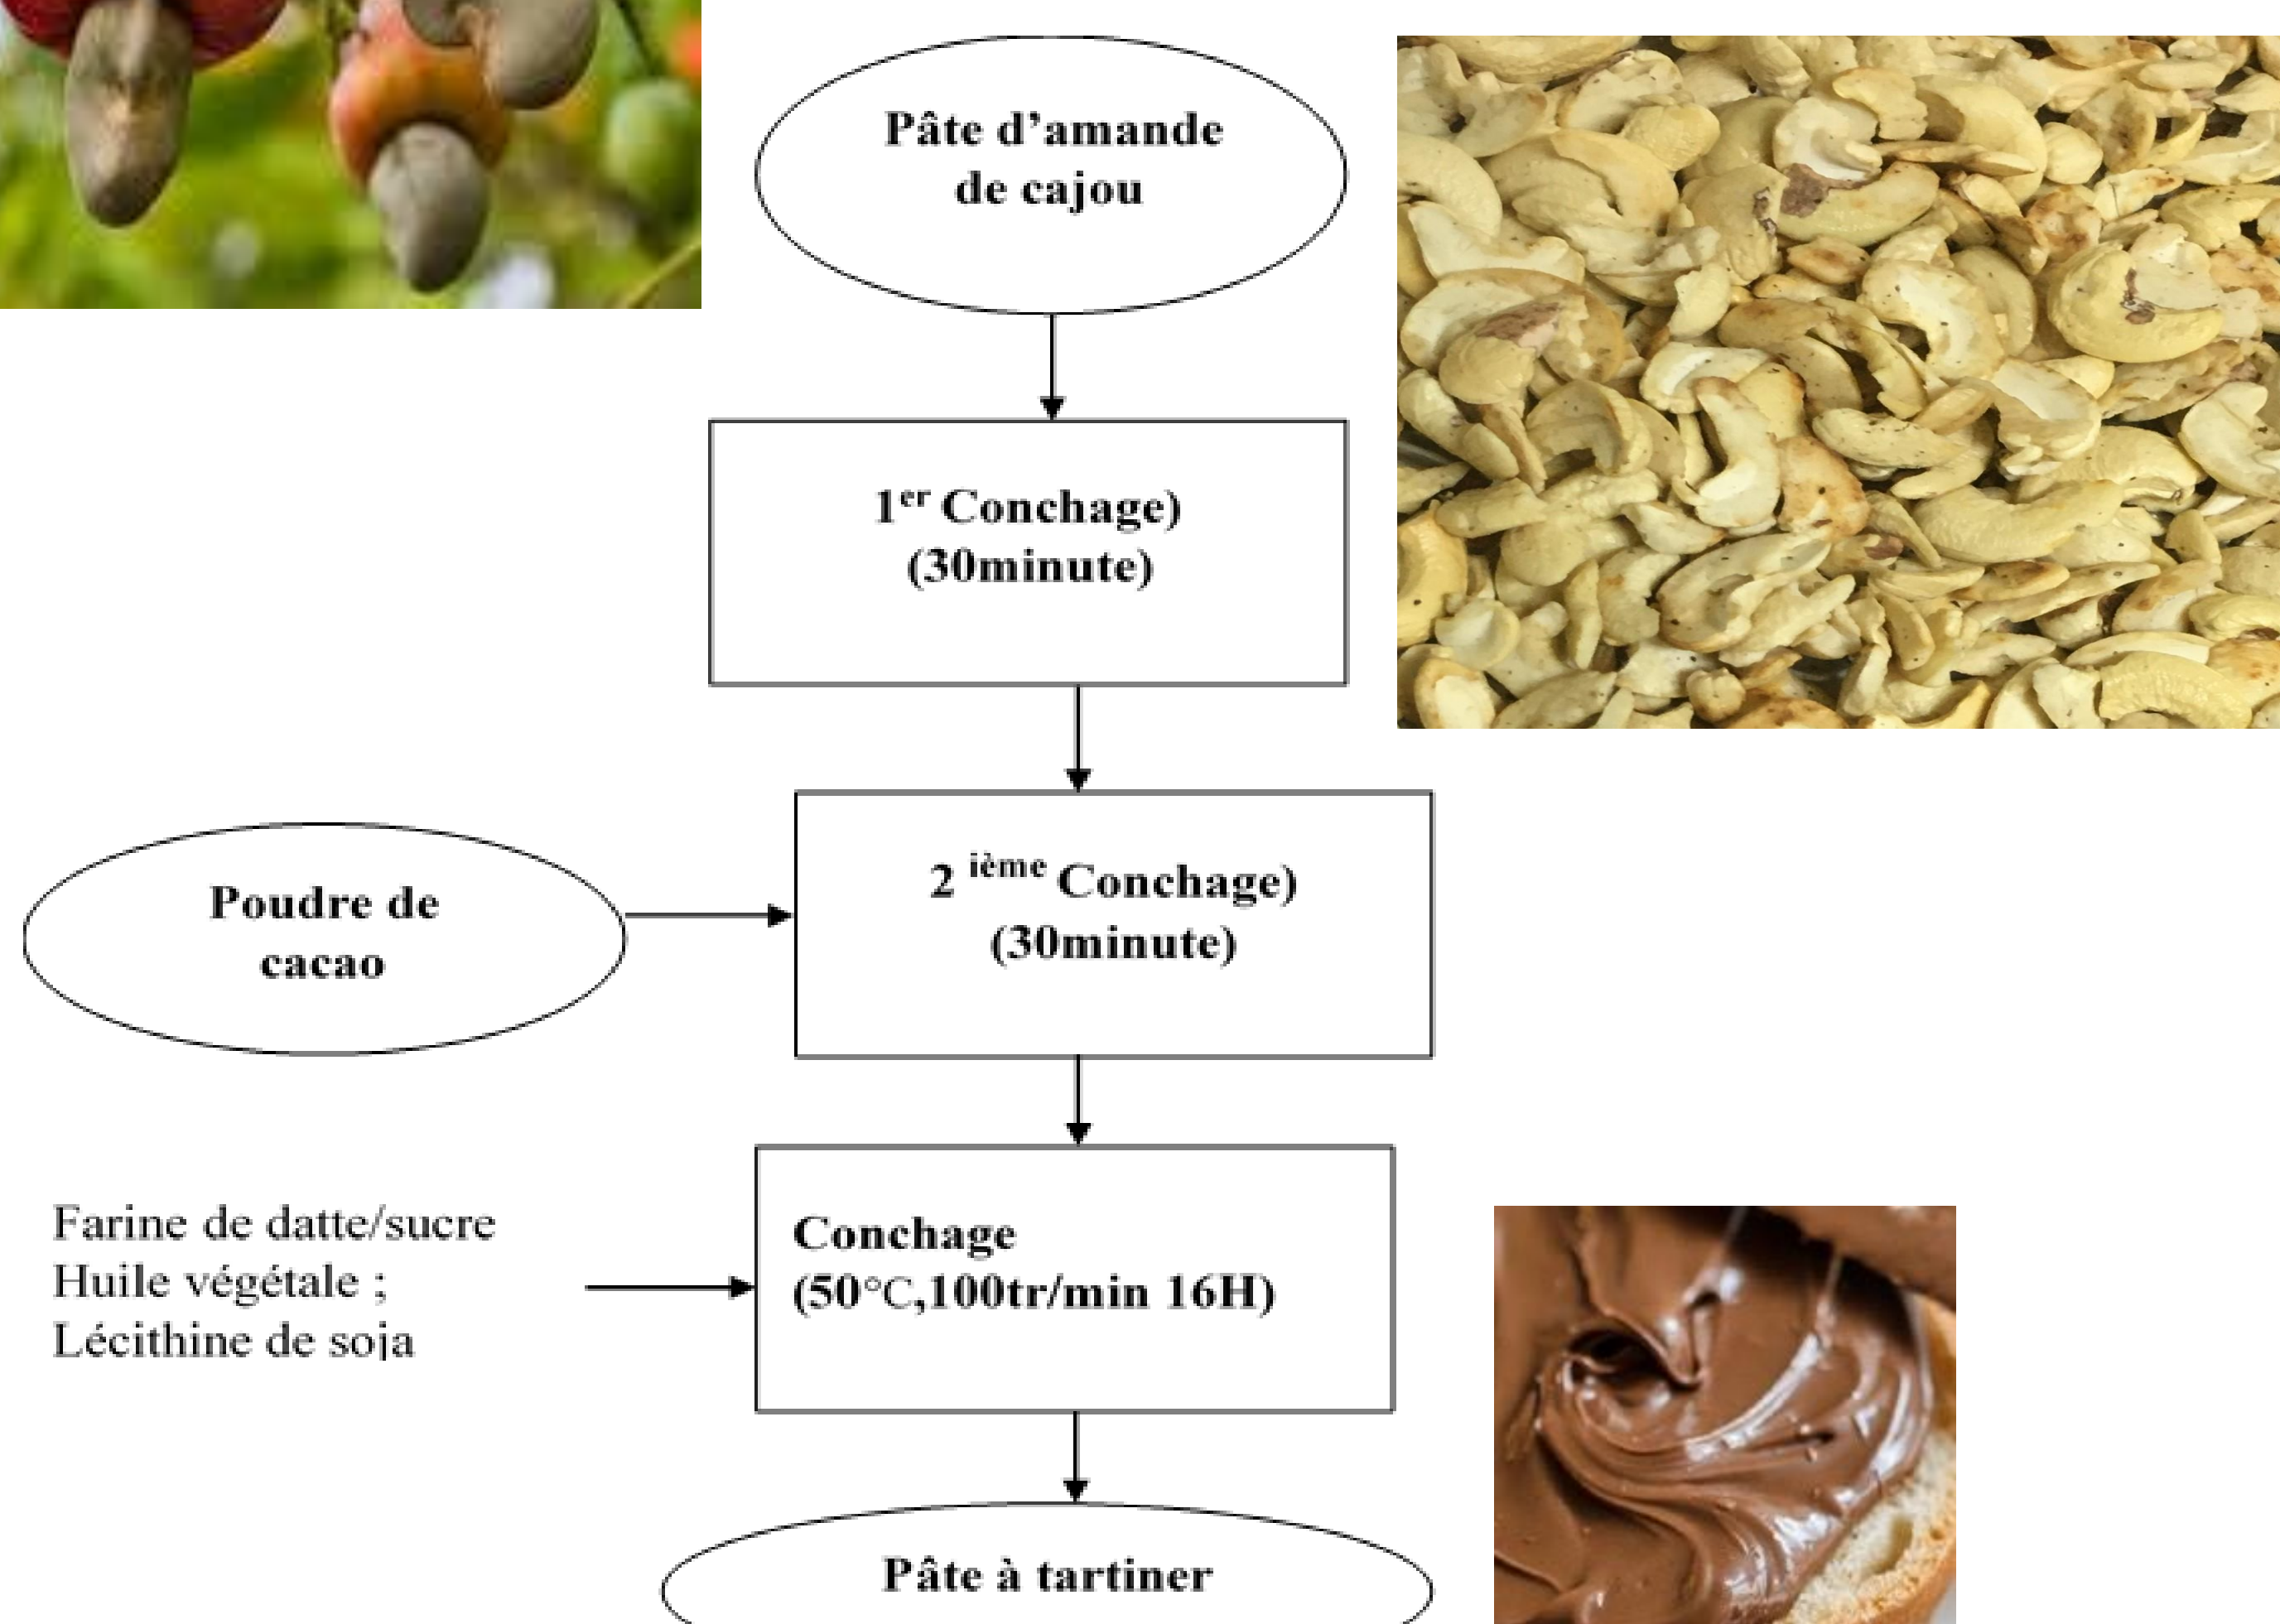 Pâte d’amande
de cajou
1er Conchage)
(30minute)
2 ième Conchage)
(30minute)
Poudre de
cacao
Farine de datte/sucre
Huile végétale ;
Lécithine de soja
Conchage
(50°C,100tr/min 16H)
Pâte à tartiner